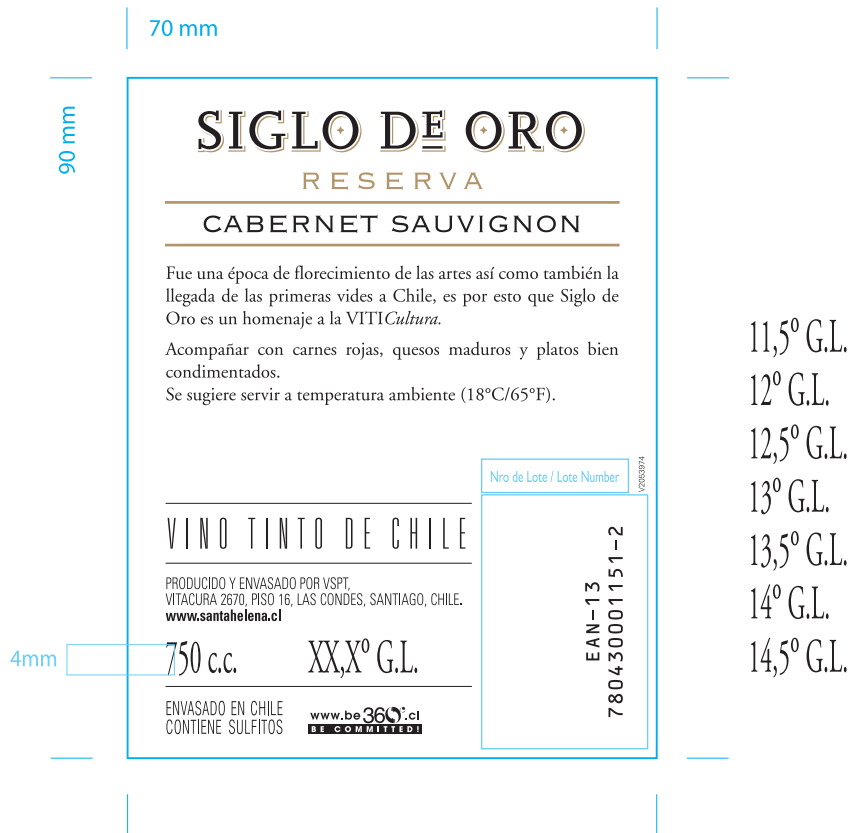 70 mm
90 mm
SIGLO DE ORO
RESERVA
CABERNET SAUVIGNON
Fue una época de florecimiento de las artes así como también la
llegada de las primeras vides a Chile, es por esto que Siglo de
Oro es un homenaje a la VITICultura.
Acompañar con carnes rojas, quesos maduros y platos bien
condimentados.
Se sugiere servir a temperatura ambiente (18°C/65°F).
Nro de Lote / Lote Number
V2053974
VINO TINTO DE CHILE
PRODUCIDO Y ENVASADO POR VSPT,
VITACURA 2670, PISO 16, LAS CONDES, SANTIAGO, CHILE.
www.santahelena.cl
4mm
750 c.c. XX,Xº G.L.
ENVASADO EN CHILE
CONTIENE SULFITOS
www.be360°.cl
BE COMMITTED!
EAN-13
7804300001151-2
11,5º G.L.
12º G.L.
12,5º G.L.
13º G.L.
13,5º G.L.
14º G.L.
14,5º G.L.